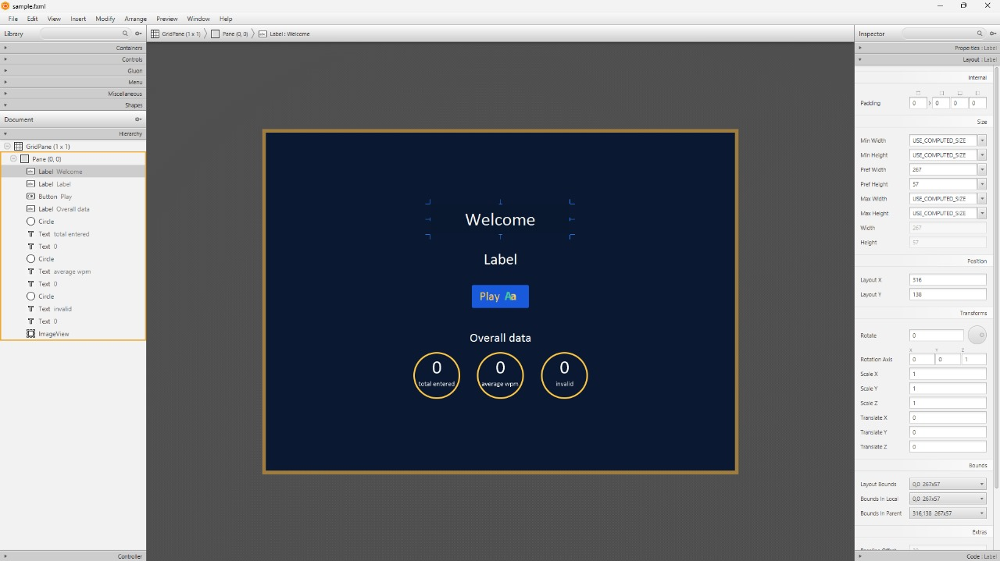 sample.fxml
File Edit View Insert Modify Arrange Preview Window Help
Library
GridPane (1 x 1) Pane (0, 0) Label : Welcome
Inspector
Containers
Controls
Gluon
Menu
Miscellaneous
Shapes
Document
Hierarchy
GridPane (1 x 1)
Pane (0, 0)
Label Welcome
Label Label
Button Play
Label Overall data
Circle
Text total entered
Text 0
Circle
Text average wpm
Text 0
Circle
Text invalid
Text 0
ImageView
Controller
Welcome
Label
Play Aa
Overall data
0 0 0
total entered average wpm invalid
Properties : Label
Layout : Label
Internal
Padding 0 0 0 0
Size
Min Width USE_COMPUTED_SIZE
Min Height USE_COMPUTED_SIZE
Pref Width 267
Pref Height 57
Max Width USE_COMPUTED_SIZE
Max Height USE_COMPUTED_SIZE
Width 267
Height 57
Position
Layout X 316
Layout Y 138
Transforms
Rotate 0
X Y Z
Rotation Axis 0 0 1
Scale X 1
Scale Y 1
Scale Z 1
Translate X 0
Translate Y 0
Translate Z 0
Bounds
Layout Bounds 0,0 267x57
Bounds In Local 0,0 267x57
Bounds In Parent 316,138 267x57
Extras
Code : Label